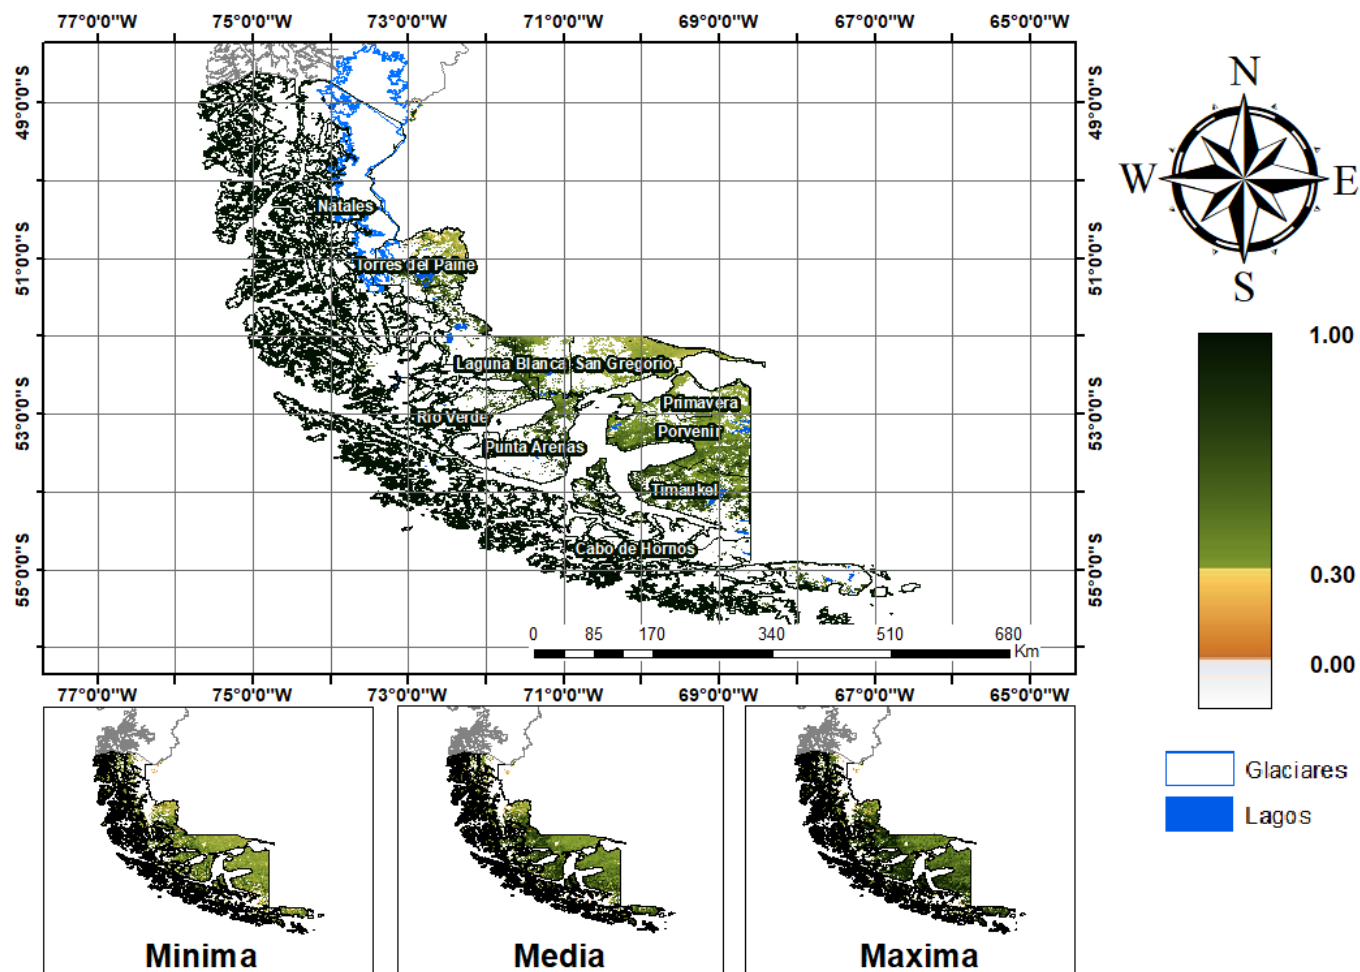 77°0'0"W 75°0'0"W 73°0'0"W 71°0'0"W 69°0'0"W 67°0'0"W 65°0'0"W
49°0'0"S 49°0'0"S
51°0'0"S 51°0'0"S
53°0'0"S 53°0'0"S
55°0'0"S 55°0'0"S
Natales
Torres del Paine
Laguna Blanca San Gregorio
Primavera
Rio Verde
Porvenir
Punta Arenas
Timaukel
Cabo de Hornos
0 85 170 340 510 680
Km
77°0'0"W 75°0'0"W 73°0'0"W 71°0'0"W 69°0'0"W 67°0'0"W 65°0'0"W
N
W E
S
1.00
0.30
0.00
Glaciares
Lagos
Minima Media Maxima